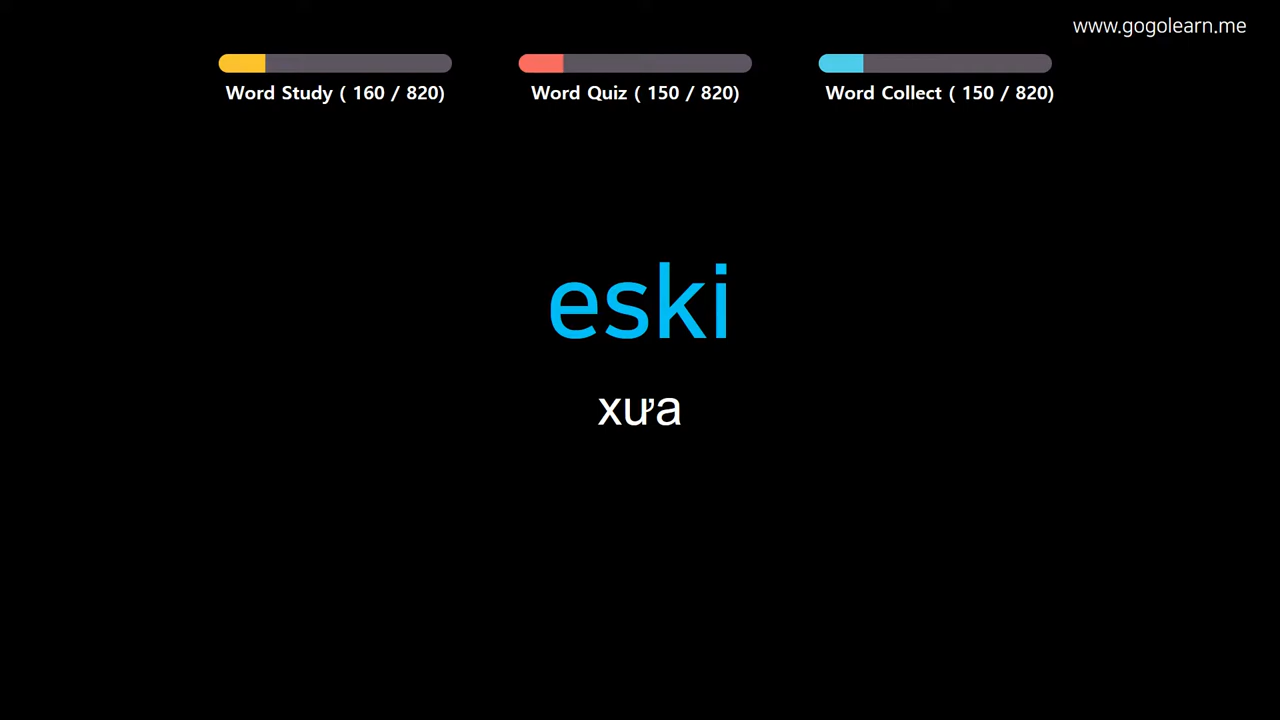 www.gogolearn.me
Word Study ( 160 / 820)
Word Quiz ( 150 / 820)
Word Collect ( 150 / 820)
eski
xưa